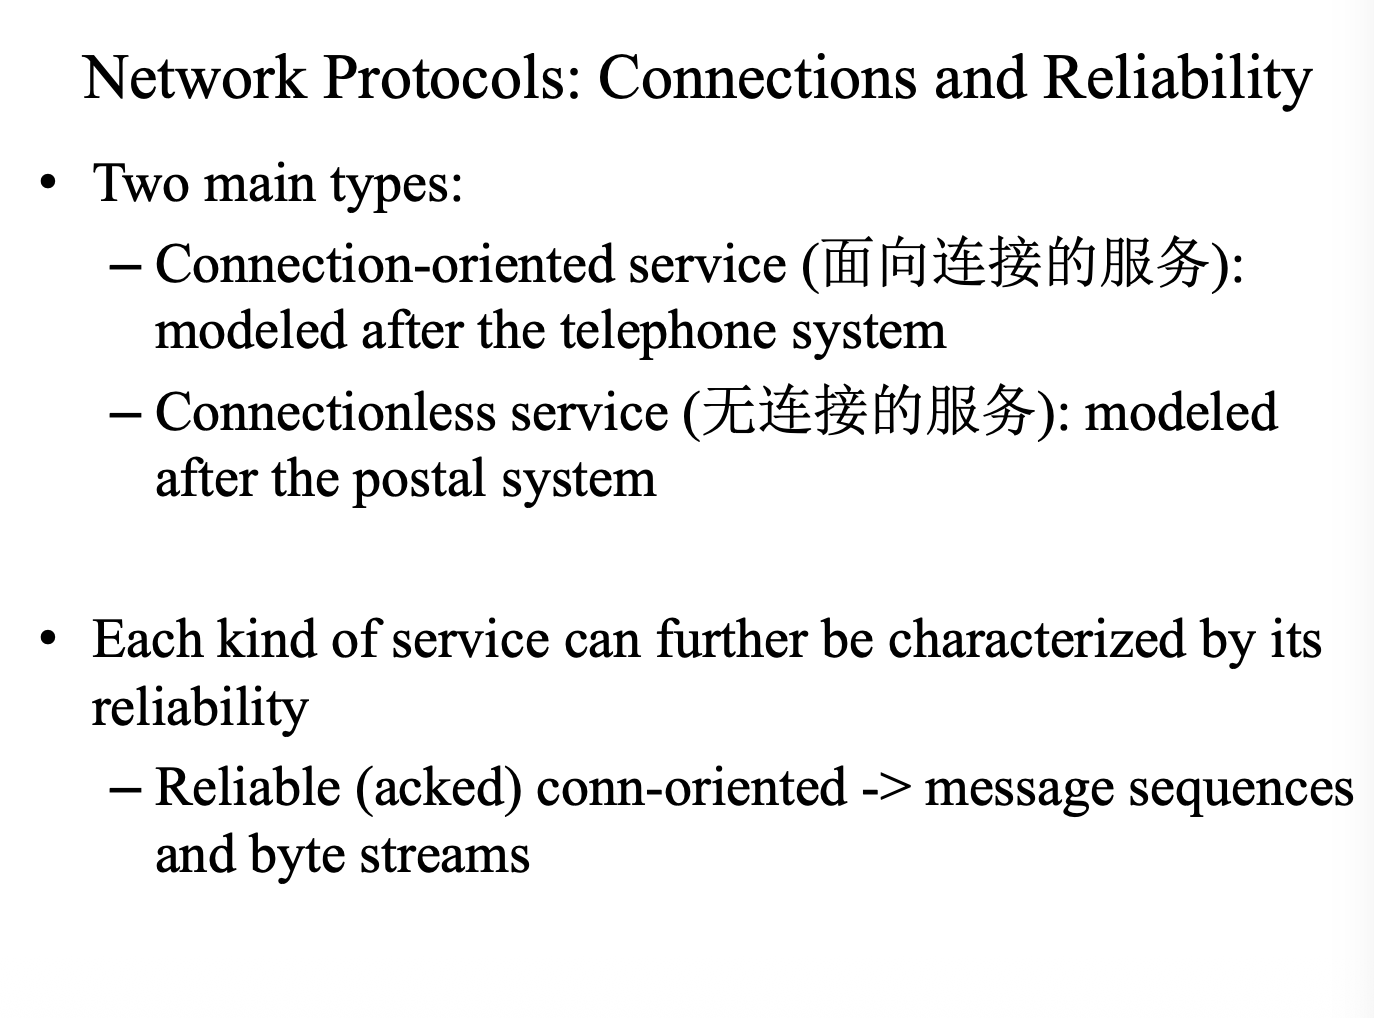 Network Protocols: Connections and Reliability
• Two main types:
– Connection-oriented service (面向连接的服务):
modeled after the telephone system
– Connectionless service (无连接的服务): modeled
after the postal system
• Each kind of service can further be characterized by its
reliability
– Reliable (acked) conn-oriented -> message sequences
and byte streams